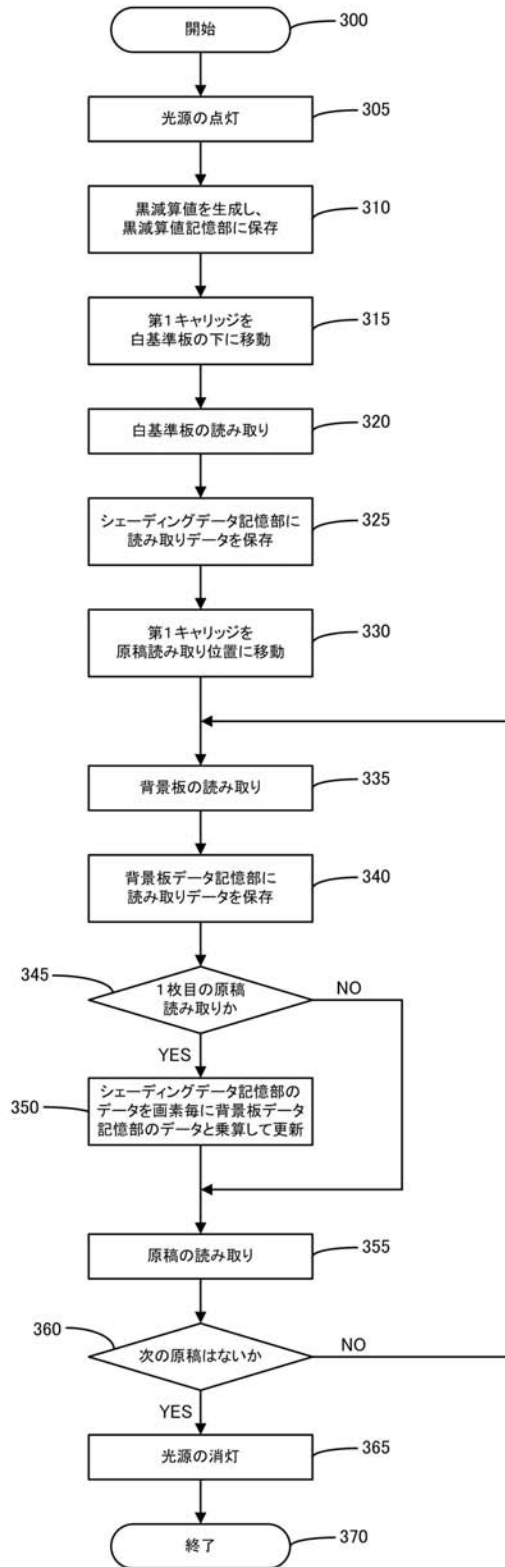 開始
300
光源の点灯
305
黒減算値を生成し、
黒減算値記憶部に保存
310
第1キャリッジを
白基準板の下に移動
315
白基準板の読み取り
320
シェーディングデータ記憶部に
読み取りデータを保存
325
第1キャリッジを
原稿読み取り位置に移動
330
背景板の読み取り
335
背景板データ記憶部に
読み取りデータを保存
340
345
1枚目の原稿
読み取りか
NO
YES
350
シェーディングデータ記憶部の
データを画素毎に背景板データ
記憶部のデータと乗算して更新
原稿の読み取り
355
360
次の原稿はないか
NO
YES
光源の消灯
365
終了
370